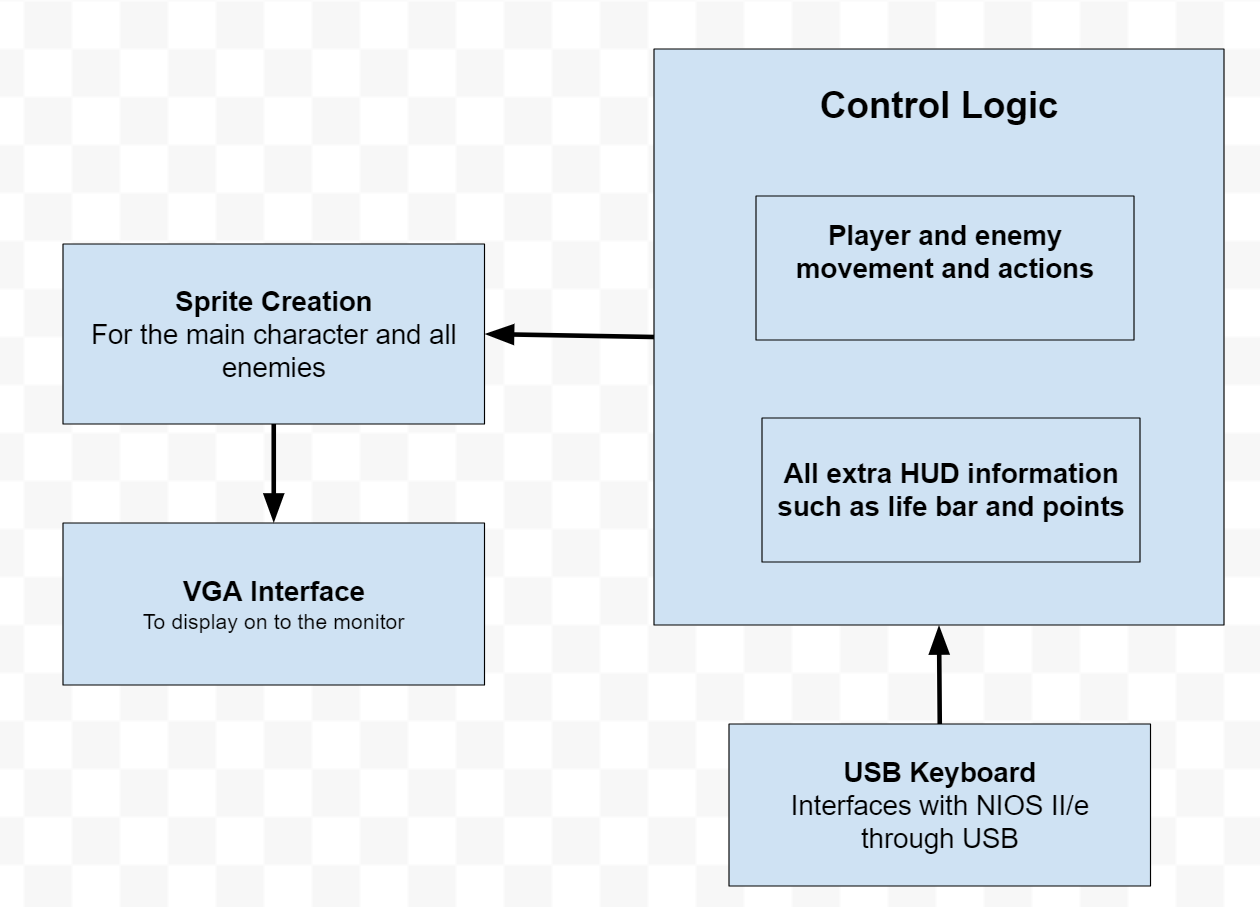 Control Logic
Player and enemy
movement and actions
Sprite Creation
For the main character and all
enemies
All extra HUD information
such as life bar and points
VGA Interface
To display on to the monitor
USB Keyboard
Interfaces with NIOS II/e
through USB